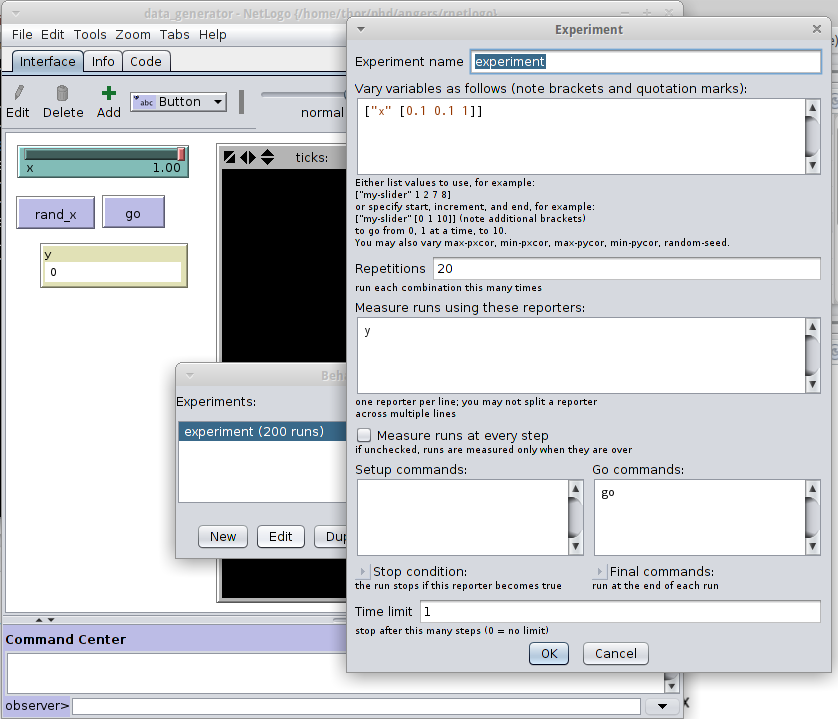 data_generator - NetLogo {/home/thor/phd/angers/rnetlogo}
File Edit Tools Zoom Tabs Help
Interface Info Code
Edit Delete Add abc Button normal
x 1.00
ticks:
rand_x go
y
0
Experiments:
experiment (200 runs)
New Edit
Command Center
observer>
Experiment
Experiment name experiment
Vary variables as follows (note brackets and quotation marks):
["x" [0.1 0.1 1]]
Either list values to use, for example:
["my-slider" 1 2 7 8]
or specify start, increment, and end, for example:
["my-slider" [0 1 10]] (note additional brackets)
to go from 0, 1 at a time, to 10.
You may also vary max-pxcor, min-pxcor, max-pycor, min-pycor, random-seed.
Repetitions 20
run each combination this many times
Measure runs using these reporters:
y
one reporter per line; you may not split a reporter
across multiple lines
Measure runs at every step
if unchecked, runs are measured only when they are over
Setup commands: Go commands:
go
Stop condition: Final commands:
the run stops if this reporter becomes true run at the end of each run
Time limit 1
stop after this many steps (0 = no limit)
OK Cancel